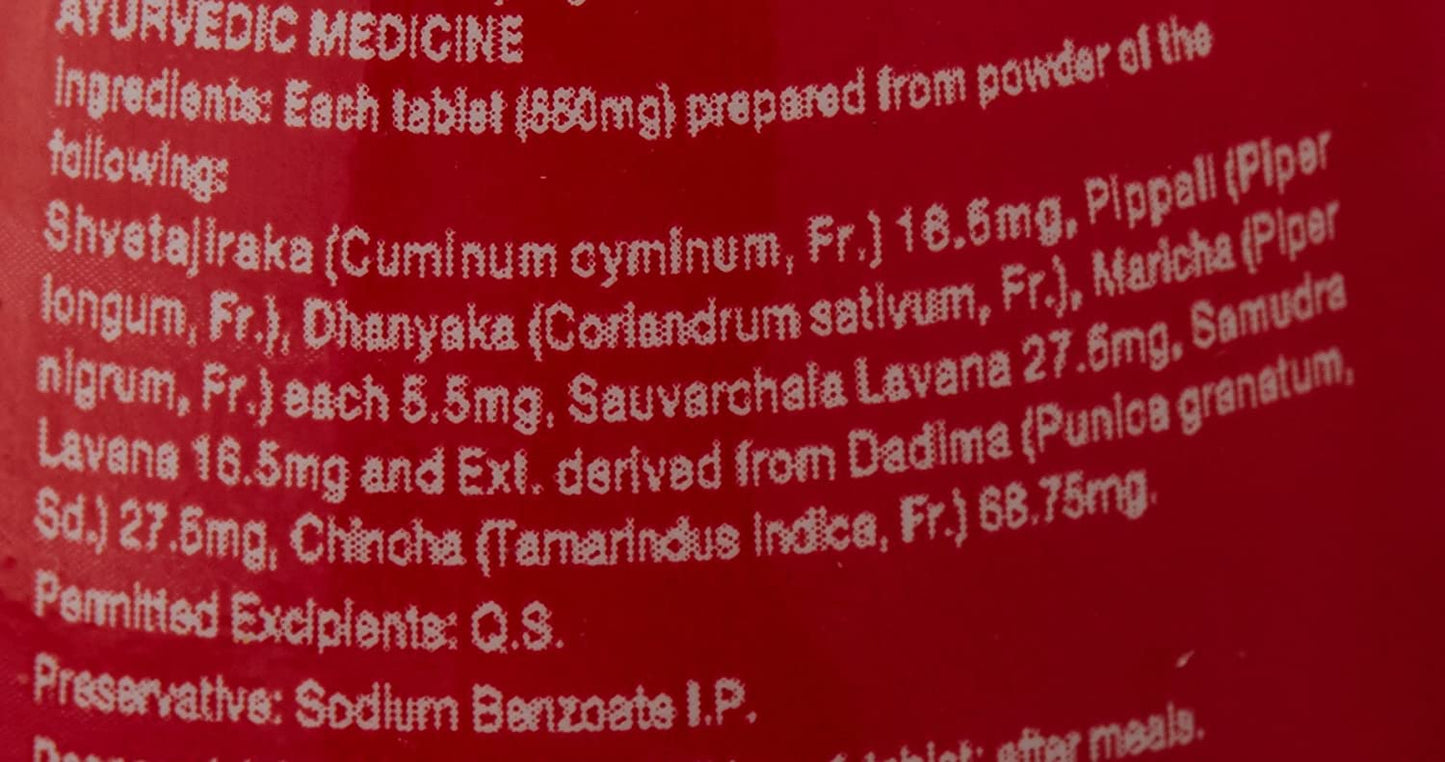 AYURVEDIC MEDICINE
Ingredients: Each tablet (550mg) prepared from powder of the
following:
Shvetajiraka (Cuminum cyminum, Fr.) 16.5mg, Pippali (Piper
longum, Fr.), Dhanyaka (Coriandrum sativum, Fr.), Maricha (Piper
nigrum, Fr.) each 5.5mg, Sauvarchala Lavana 27.5mg, Samudra
Lavana 16.5mg and Ext. derived from Dadima (Punica granatum,
Sd.) 27.5mg, Chincha (Tamarindus indica, Fr.) 68.75mg.
Permitted Excipients: Q.S.
Preservative: Sodium Benzoate I.P.
tablet; after meals.